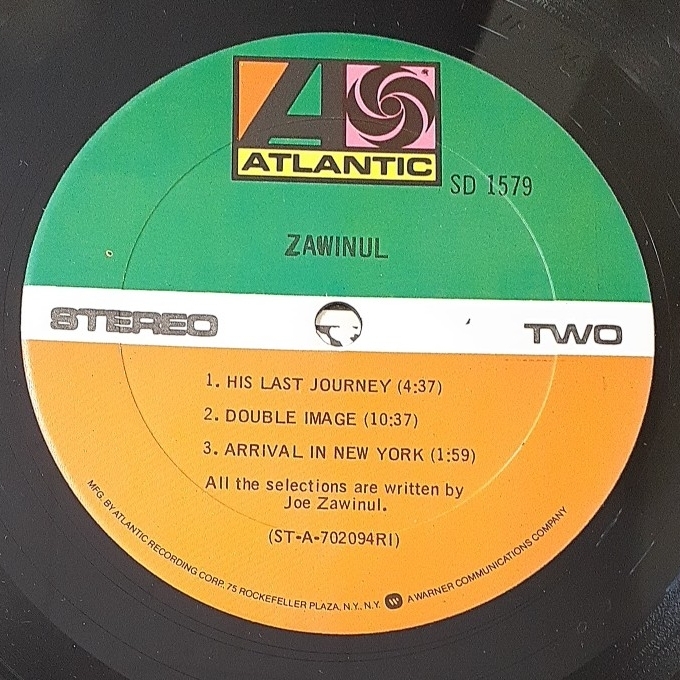 ATLANTIC
SD 1579
ZAWINUL
STEREO
TWO
1. HIS LAST JOURNEY (4:37)
2. DOUBLE IMAGE (10:37)
3. ARRIVAL IN NEW YORK (1:59)
All the selections are written by
Joe Zawinul.
(ST-A-702094RI)
MFG. BY ATLANTIC RECORDING CORP. 75 ROCKEFELLER PLAZA, N.Y., N.Y. W A WARNER COMMUNICATIONS COMPANY